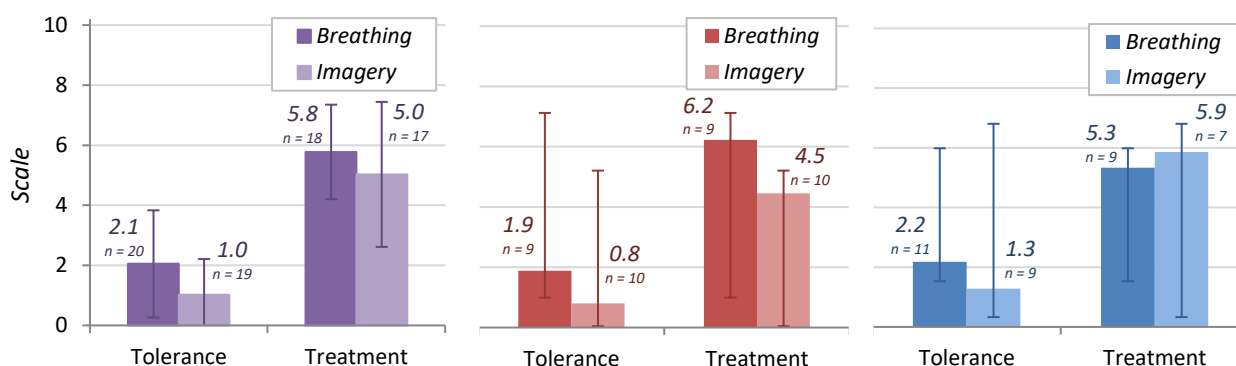 10
8
6
4
2
0
Scale
Breathing
Imagery
2.1
n = 20
1.0
n = 19
5.8
n = 18
5.0
n = 17
Tolerance
Treatment
Breathing
Imagery
1.9
n = 9
0.8
n = 10
6.2
n = 9
4.5
n = 10
Tolerance
Treatment
Breathing
Imagery
2.2
n = 11
1.3
n = 9
5.3
n = 9
5.9
n = 7
Tolerance
Treatment